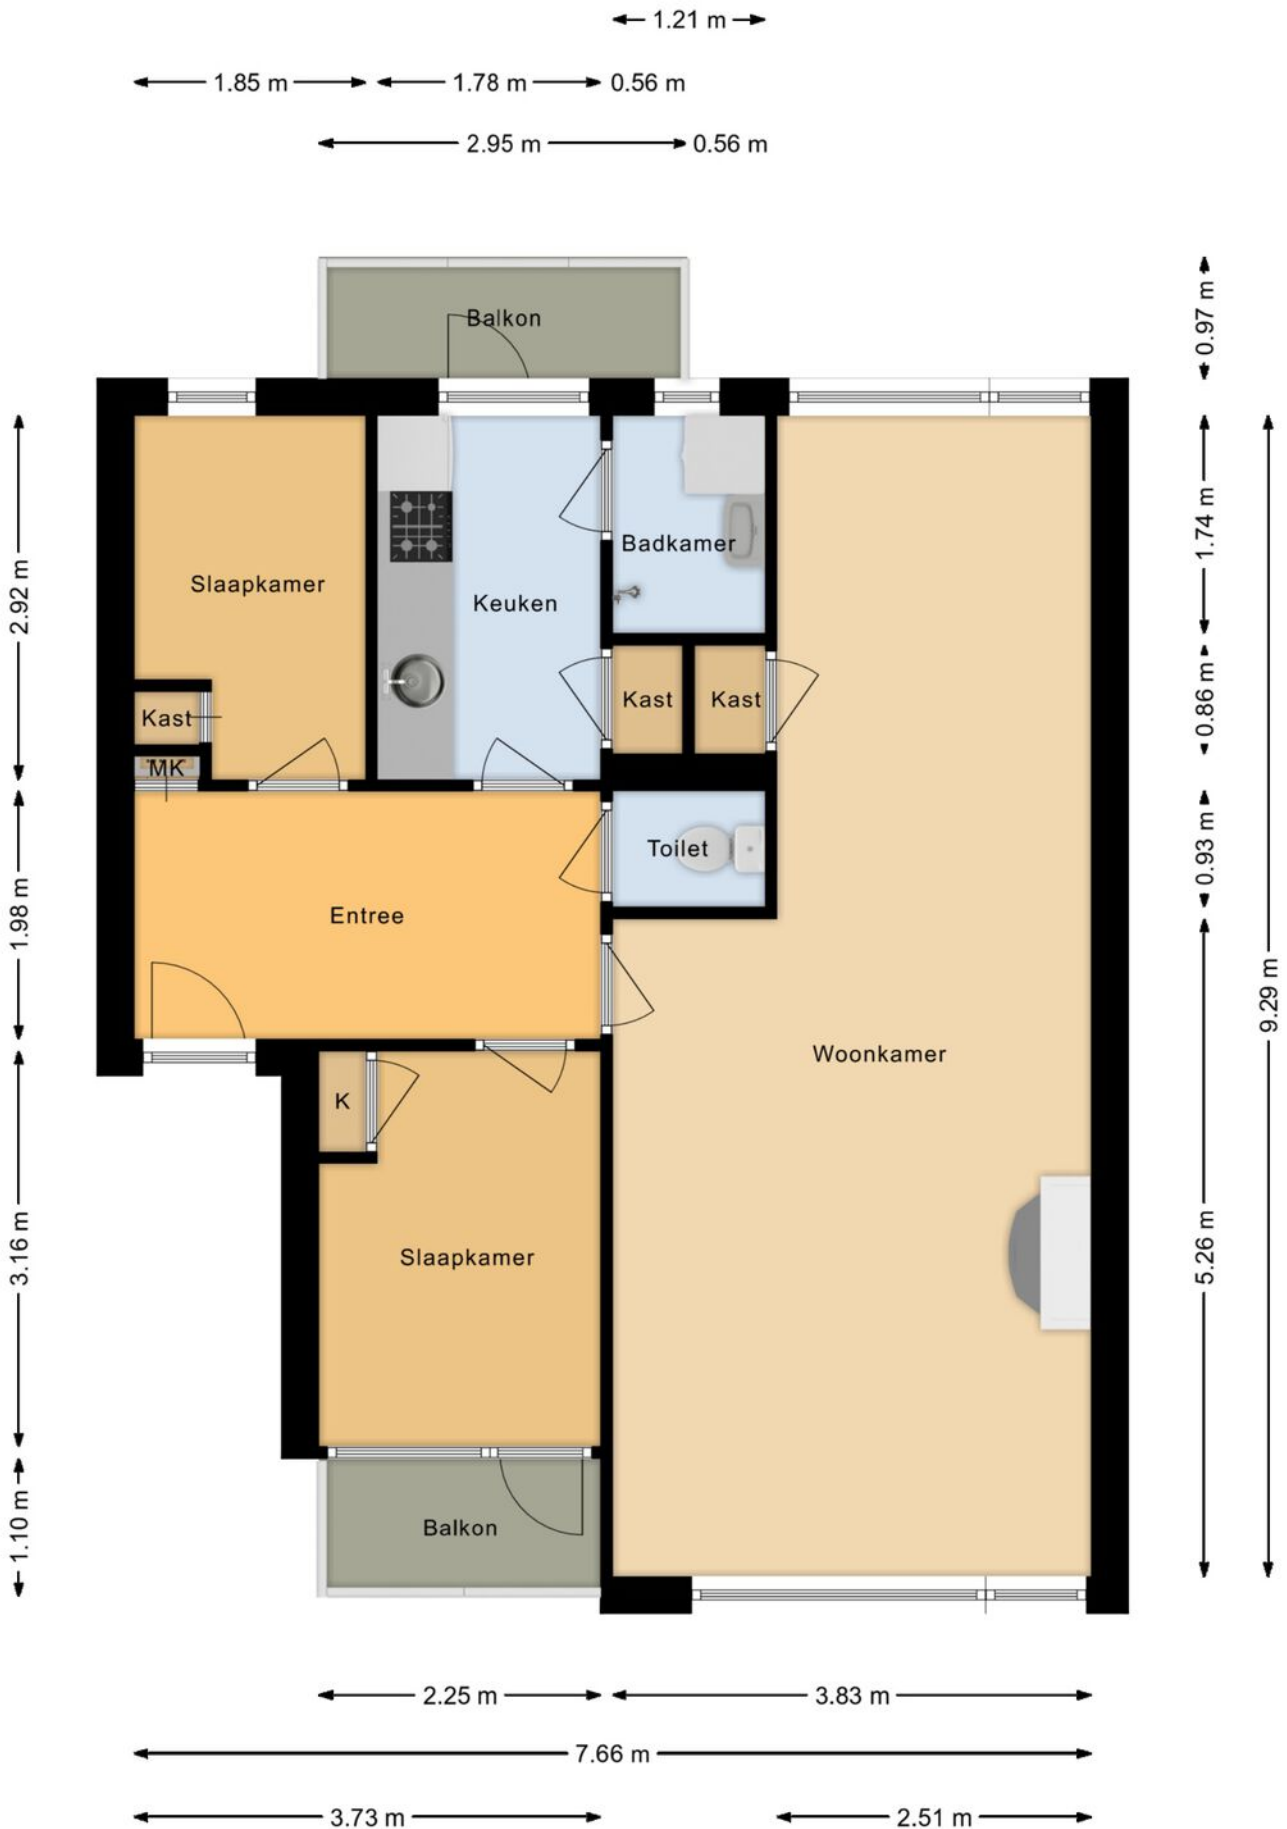 1.21 m
1.85 m
1.78 m
0.56 m
2.95 m
0.56 m
Balkon
0.97 m
2.92 m
Slaapkamer
Keuken
Badkamer
1.74 m
Kast
MK
Kast
Kast
0.86 m
1.98 m
Entree
Toilet
0.93 m
9.29 m
Woonkamer
K
3.16 m
Slaapkamer
5.26 m
1.10 m
Balkon
2.25 m
3.83 m
7.66 m
3.73 m
2.51 m